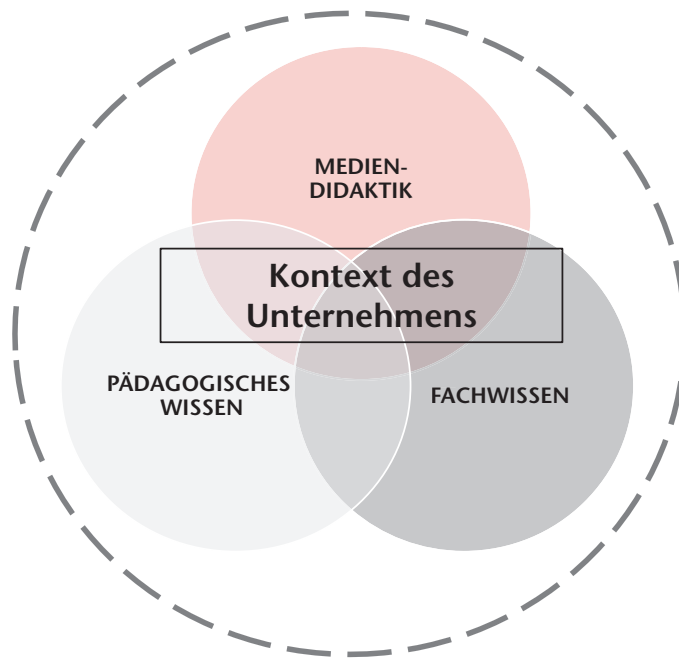 MEDIEN-
DIDAKTIK
Kontext des
Unternehmens
PÄDAGOGISCHES
WISSEN
FACHWISSEN